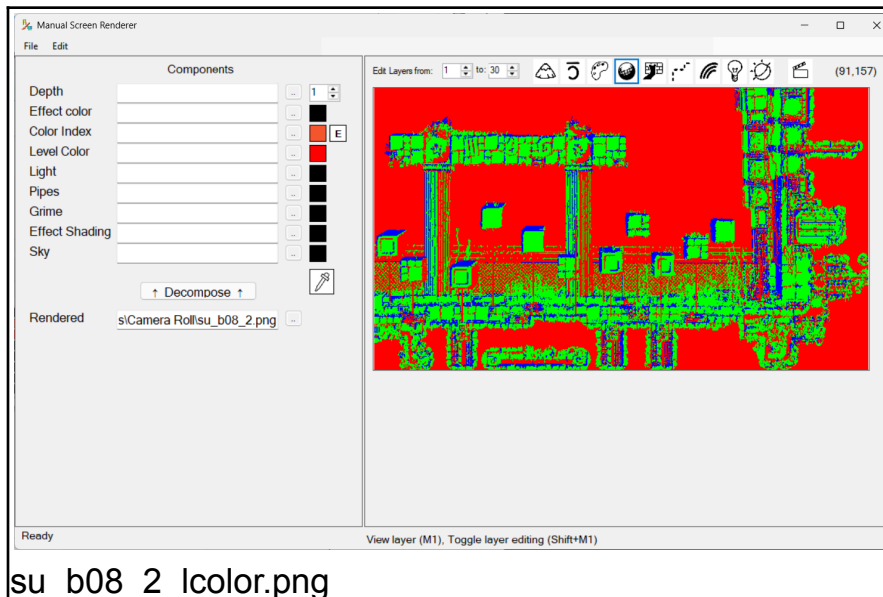 Manual Screen Renderer
File Edit
Components
Depth .. 1
Effect color ..
Color Index .. E
Level Color ..
Light ..
Pipes ..
Grime ..
Effect Shading ..
Sky ..
↑ Decompose ↑
Rendered s\Camera Roll\su_b08_2.png ..
Ready
Edit Layers from: 1 to: 30 (91,157)
View layer (M1), Toggle layer editing (Shift+M1)
su_b08_2_lcolor.png